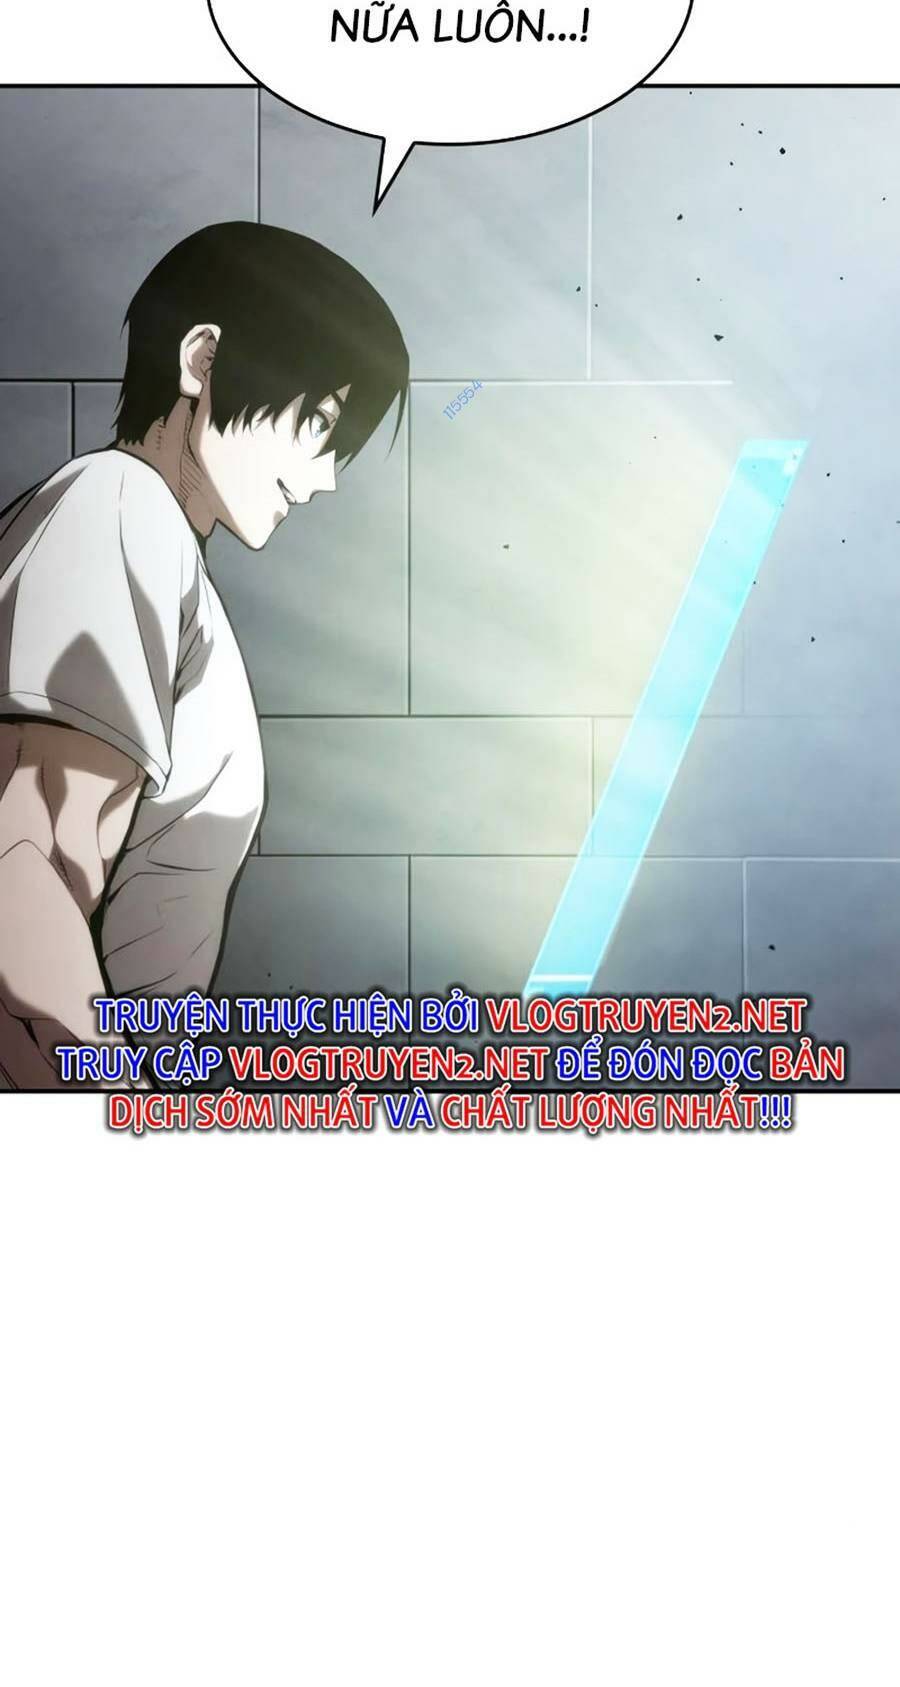 NỮA LUÔN...!
115554
TRUYỆN THỰC HIỆN BỞI VLOGTRUYEN2.NET
TRUY CẬP VLOGTRUYEN2.NET ĐỂ ĐÓN ĐỌC BẢN
DỊCH SỚM NHẤT VÀ CHẤT LƯỢNG NHẤT!!!